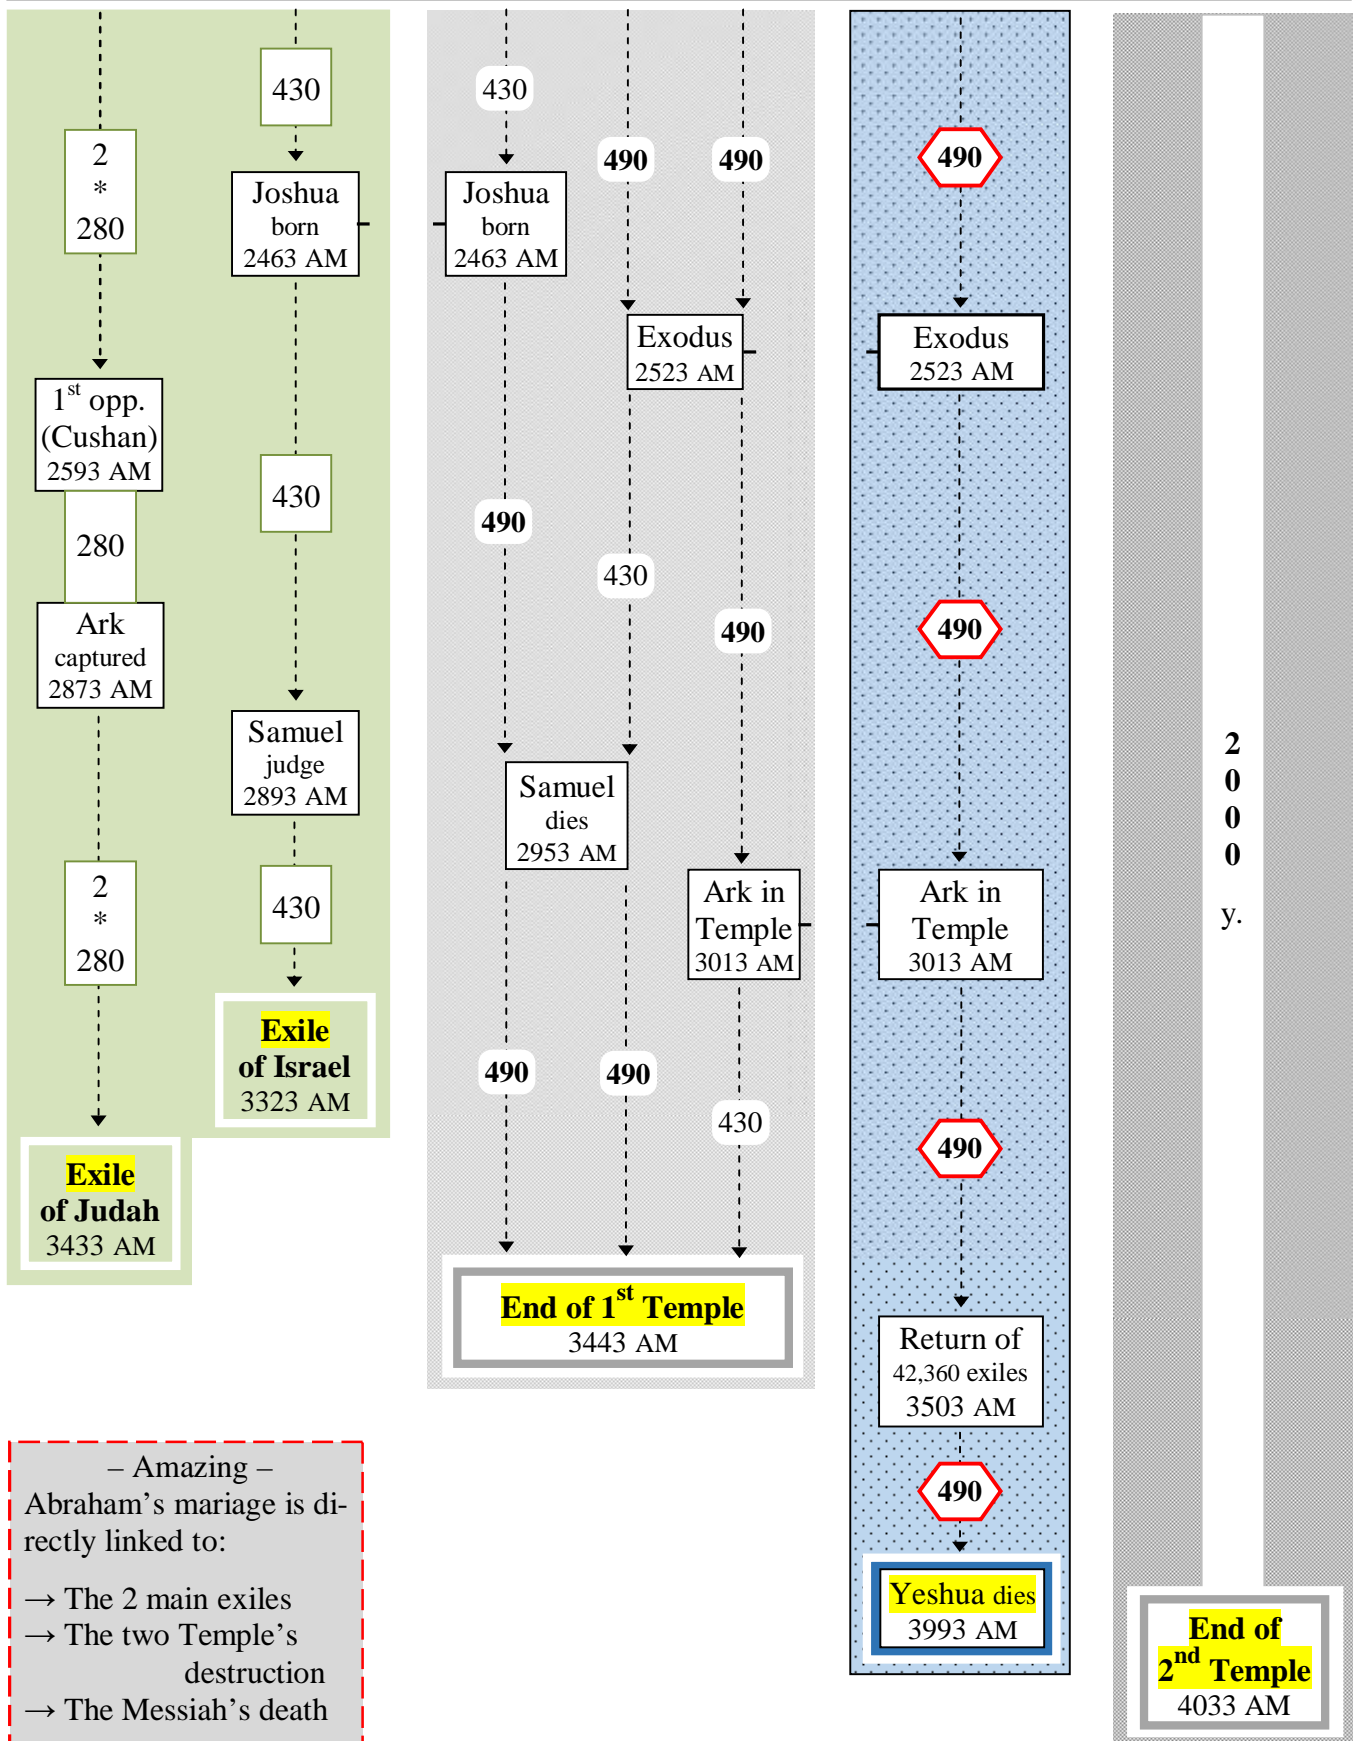 2
*
280
1st opp.
(Cushan)
2593 AM
280
Ark
captured
2873 AM
2
*
280
Exile
of Judah
3433 AM
430
Joshua
born
2463 AM
430
Samuel
judge
2893 AM
430
Exile
of Israel
3323 AM
430
Joshua
born
2463 AM
490
490
Exodus
2523 AM
490
430
490
Samuel
dies
2953 AM
Ark in
Temple
3013 AM
490
490
430
End of 1st Temple
3443 AM
490
Exodus
2523 AM
490
Ark in
Temple
3013 AM
490
Return of
42,360 exiles
3503 AM
490
Yeshua dies
3993 AM
2
0
0
0
y.
End of
2nd Temple
4033 AM
– Amazing –
Abraham’s mariage is di-
rectly linked to:
→ The 2 main exiles
→ The two Temple’s
destruction
→ The Messiah’s death